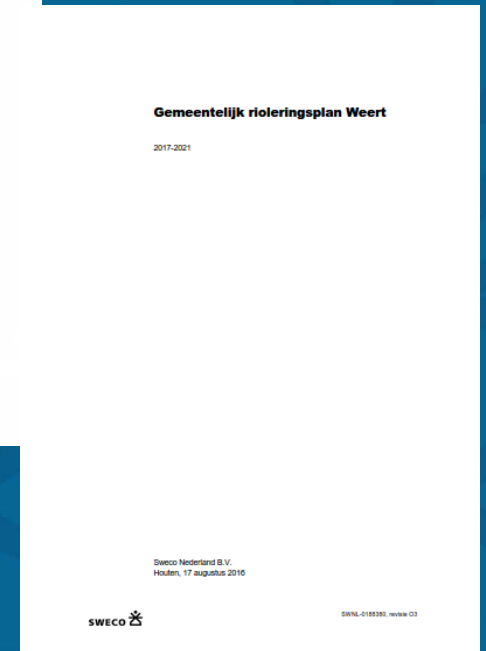 Gemeentelijk rioleringsplan Weert
2017-2021
Sweco Nederland B.V.
Houten, 17 augustus 2016
SWECO
SWNL-0188380, revisie O3